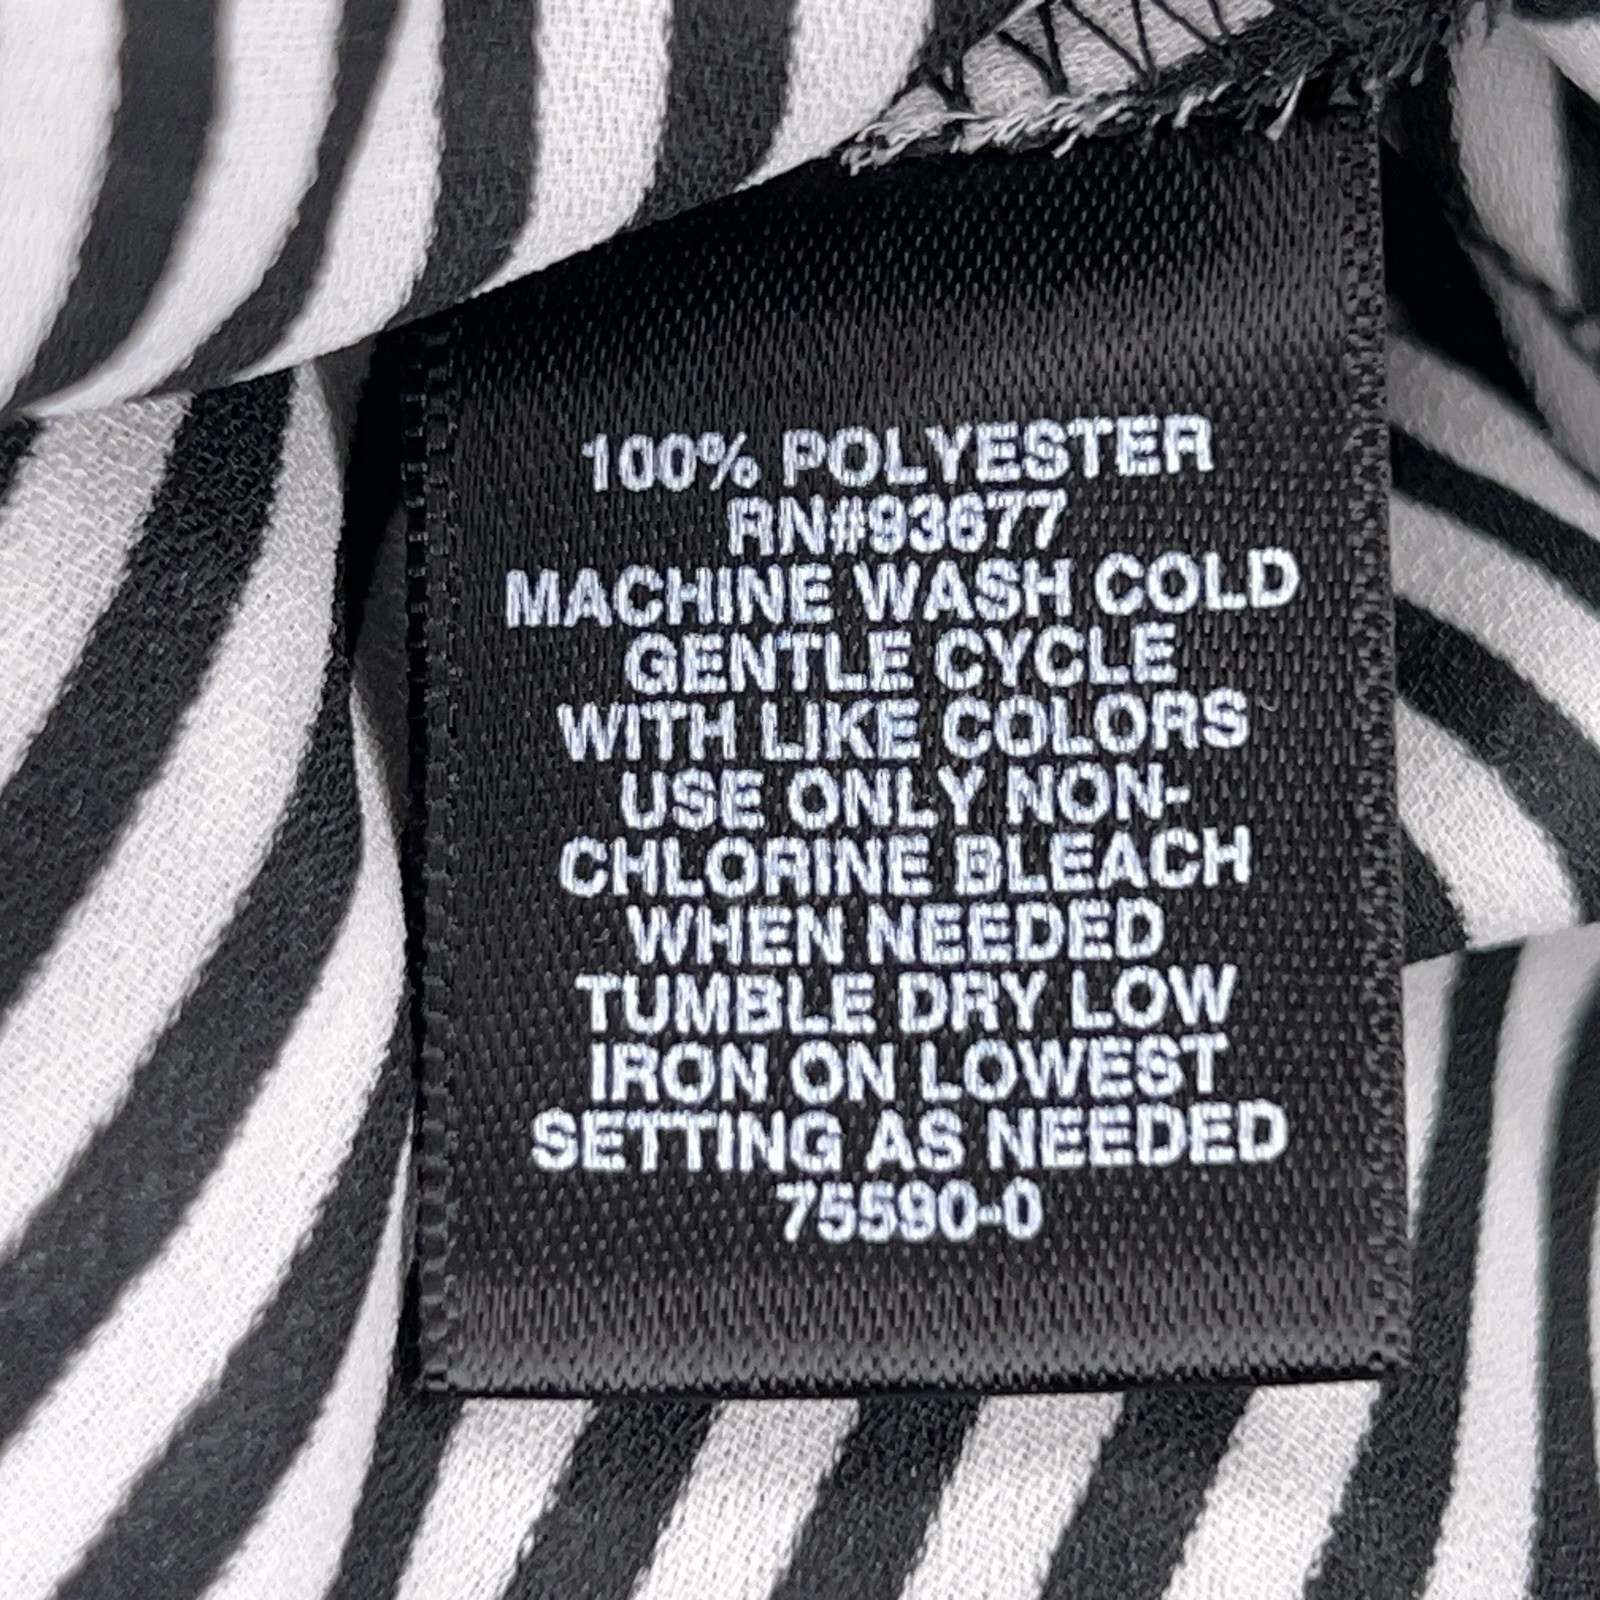 100% POLYESTER
RN#93677
MACHINE WASH COLD
GENTLE CYCLE
WITH LIKE COLORS
USE ONLY NON-
CHLORINE BLEACH
WHEN NEEDED
TUMBLE DRY LOW
IRON ON LOWEST
SETTING AS NEEDED
75590-0